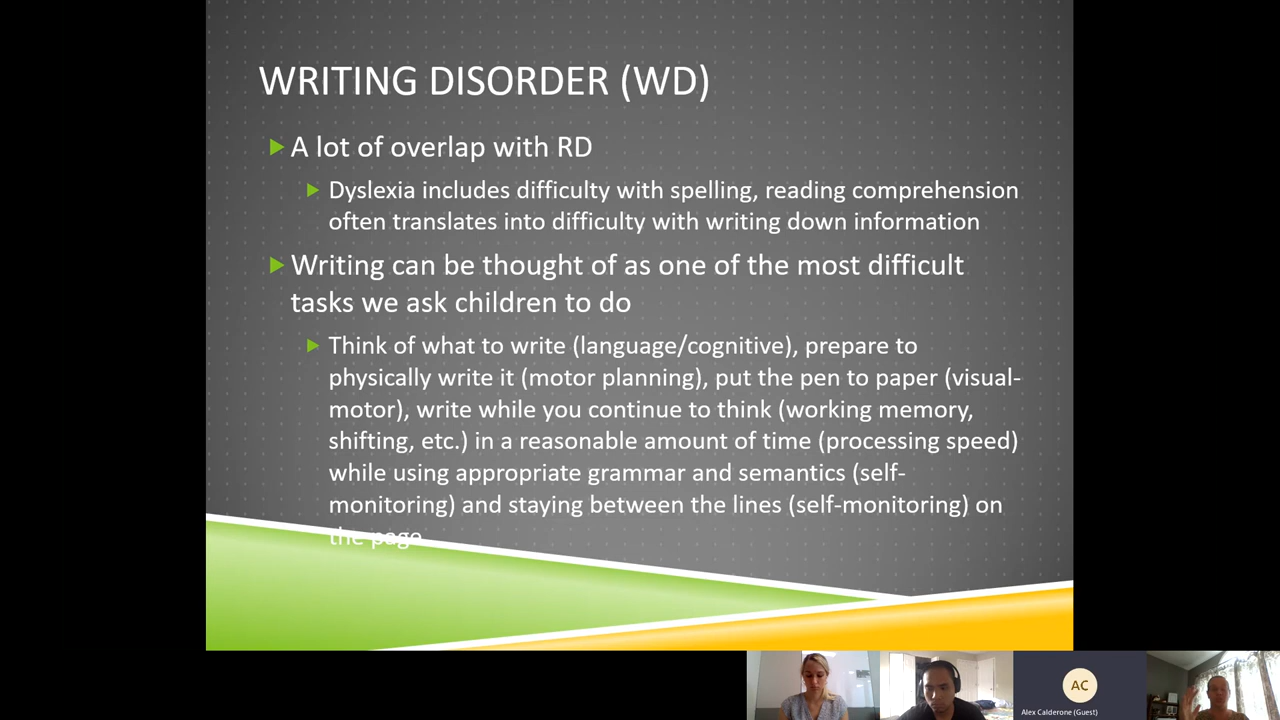 WRITING DISORDER (WD)
A lot of overlap with RD
Dyslexia includes difficulty with spelling, reading comprehension
often translates into difficulty with writing down information
Writing can be thought of as one of the most difficult
tasks we ask children to do
Think of what to write (language/cognitive), prepare to
physically write it (motor planning), put the pen to paper (visual-
motor), write while you continue to think (working memory,
shifting, etc.) in a reasonable amount of time (processing speed)
while using appropriate grammar and semantics (self-
monitoring) and staying between the lines (self-monitoring) on
the page
AC
Alex Calderone (Guest)